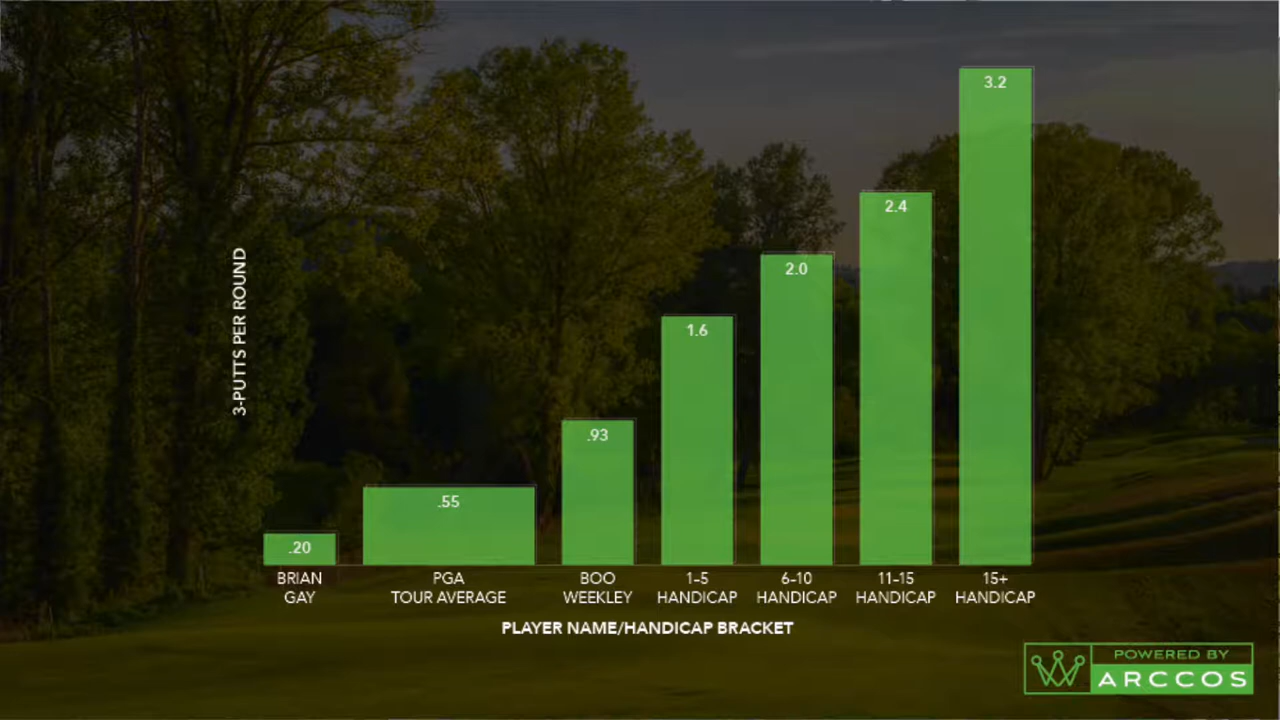 3-PUTTS PER ROUND
.20
.55
.93
1.6
2.0
2.4
3.2
BRIAN
GAY
PGA
TOUR AVERAGE
BOO
WEEKLEY
1-5
HANDICAP
6-10
HANDICAP
11-15
HANDICAP
15+
HANDICAP
PLAYER NAME/HANDICAP BRACKET
POWERED BY
ARCCOS